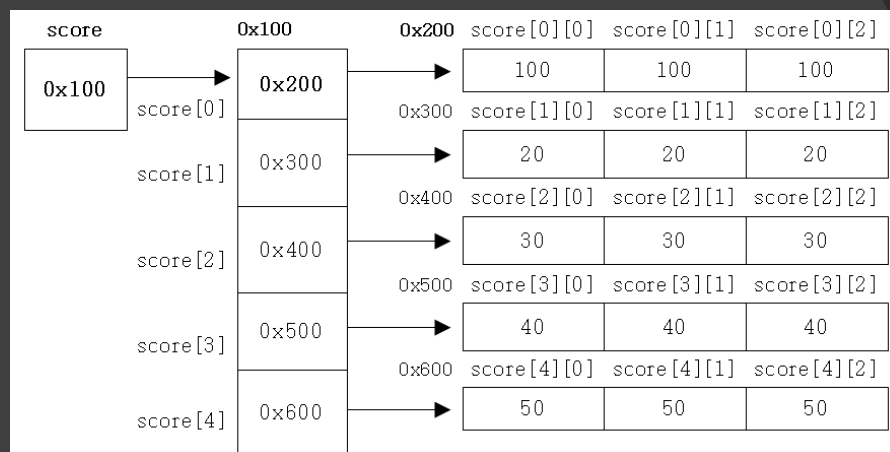 score 0x100 0x200 score[0][0] score[0][1] score[0][2]
0x100 0x200 100 100 100
score[0] 0x300 score[1][0] score[1][1] score[1][2]
score[1] 0x300 20 20 20
0x400 score[2][0] score[2][1] score[2][2]
score[2] 0x400 30 30 30
0x500 score[3][0] score[3][1] score[3][2]
score[3] 0x500 40 40 40
0x600 score[4][0] score[4][1] score[4][2]
score[4] 0x600 50 50 50